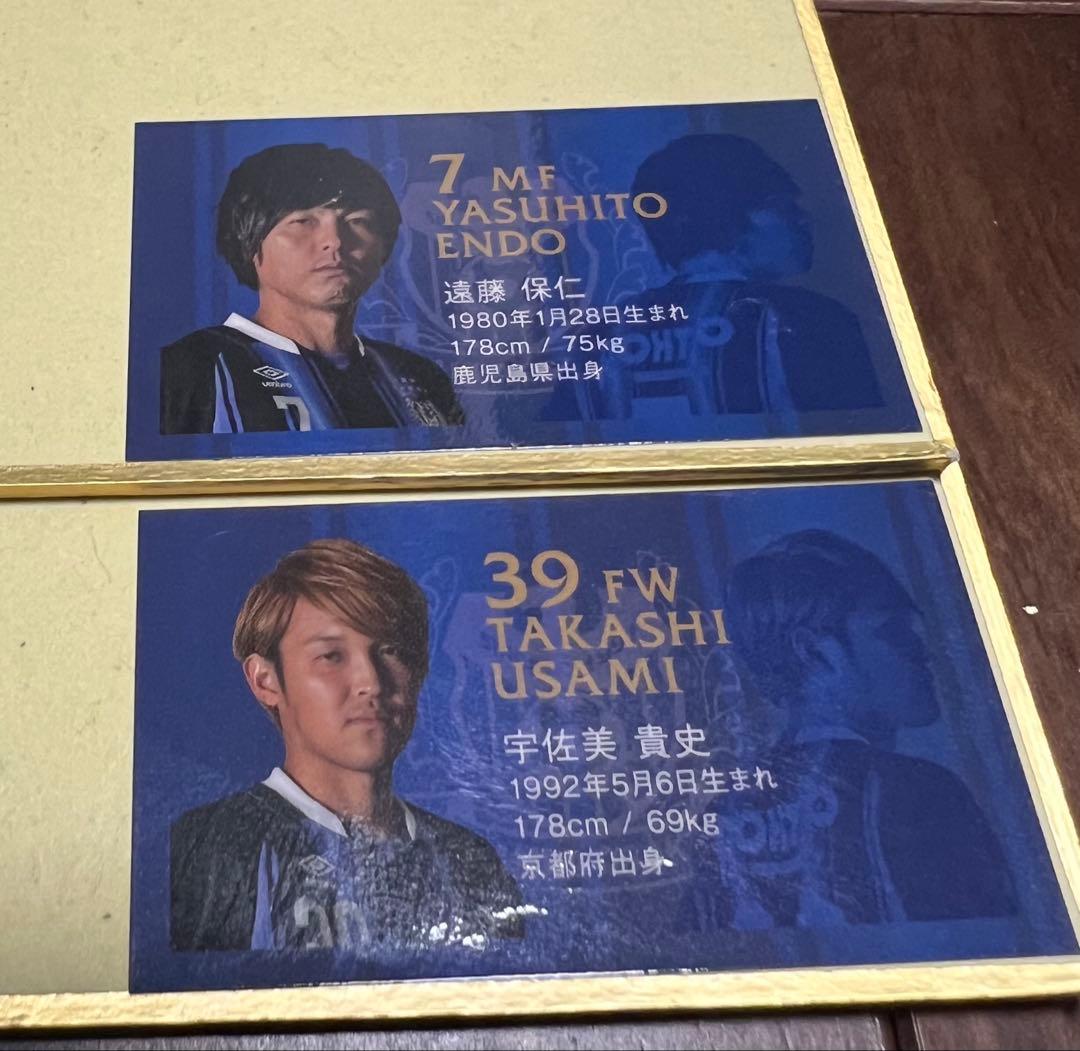 7 MF
YASUHITO
ENDO
遠藤 保仁
1980年1月28日生まれ
178cm / 75kg
鹿児島県出身
umbro
7
39 FW
TAKASHI
USAMI
宇佐美 貴史
1992年5月6日生まれ
178cm / 69kg
京都府出身
39